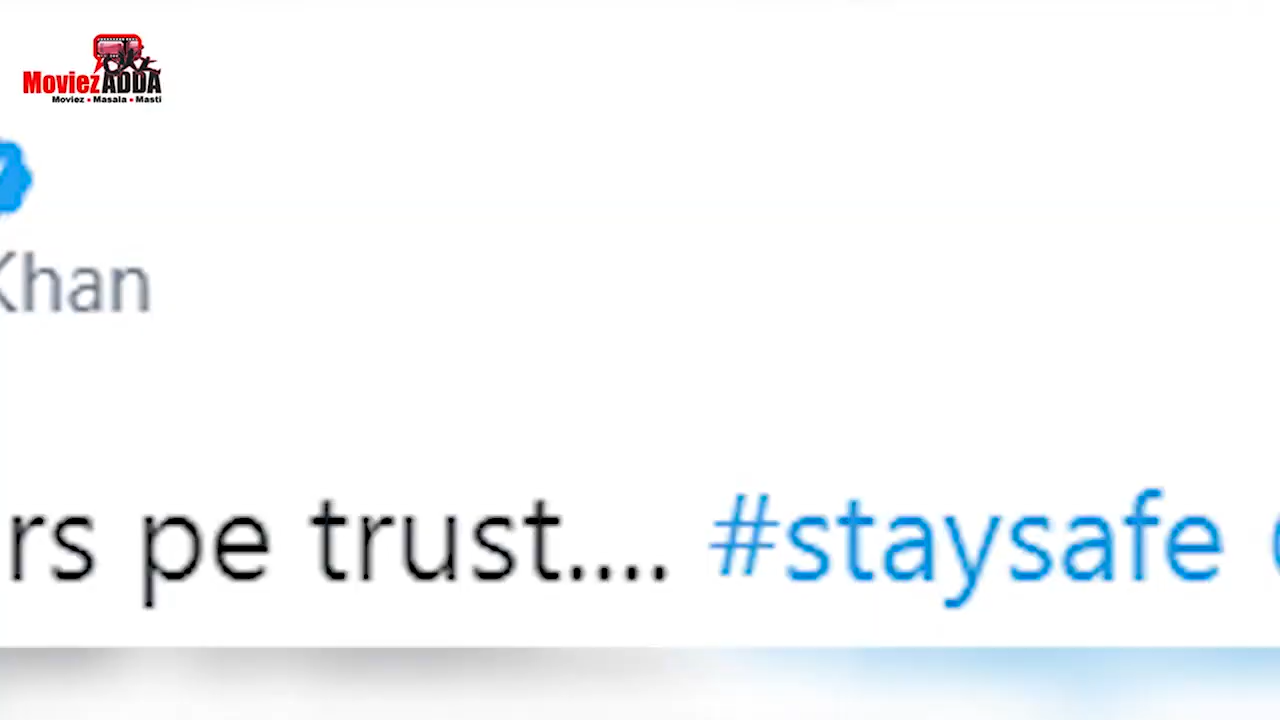 MoviezADDA
Moviez • Masala • Masti
Khan
rs pe trust.... #staysafe